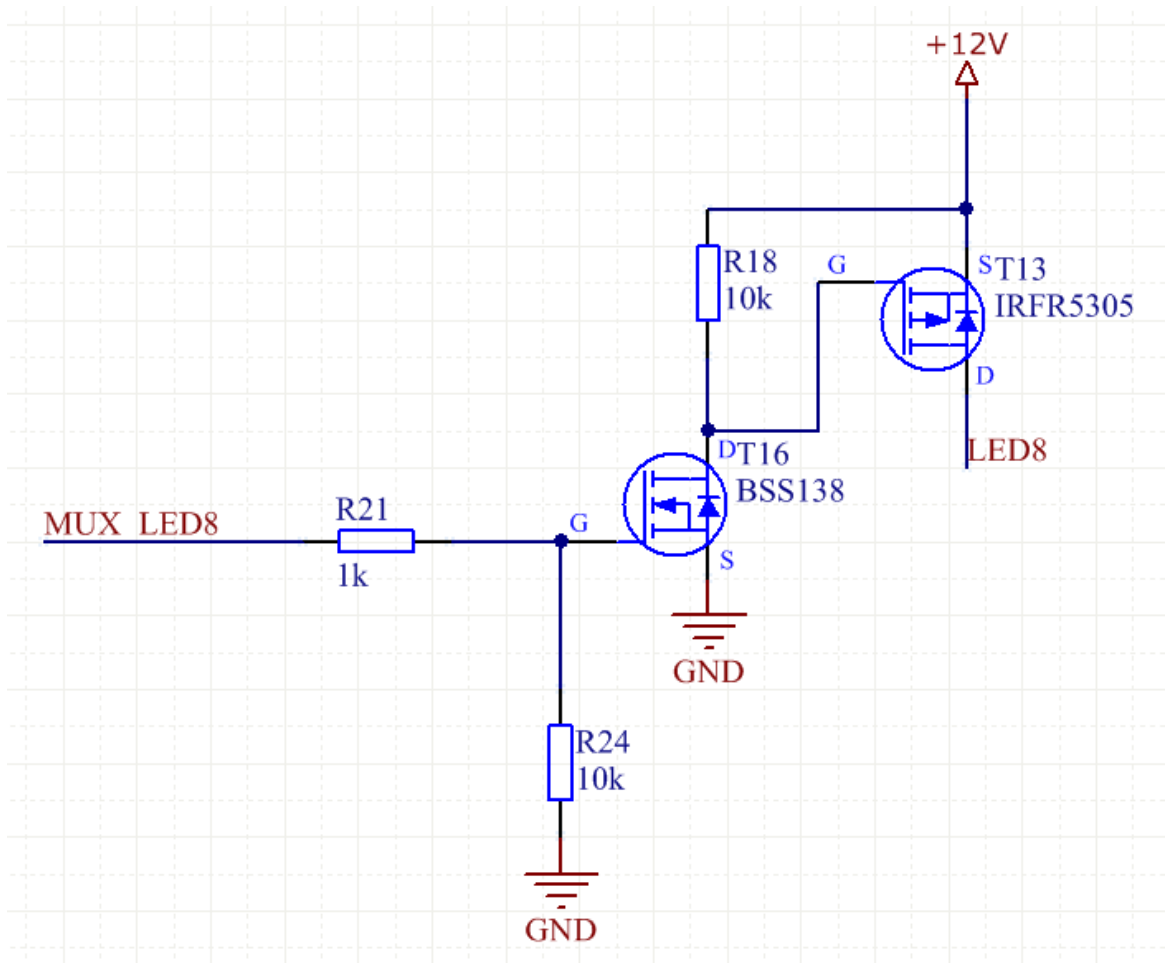 +12V
R18
10k
G
S
T13
IRFR5305
D
LED8
D
T16
BSS138
MUX_LED8
R21
1k
G
S
GND
R24
10k
GND